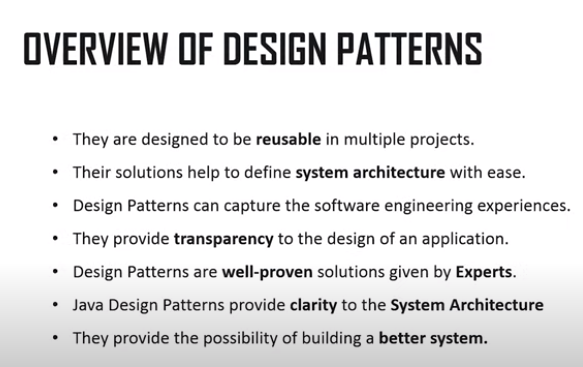 OVERVIEW OF DESIGN PATTERNS
• They are designed to be reusable in multiple projects.
• Their solutions help to define system architecture with ease.
• Design Patterns can capture the software engineering experiences.
• They provide transparency to the design of an application.
• Design Patterns are well-proven solutions given by Experts.
• Java Design Patterns provide clarity to the System Architecture
• They provide the possibility of building a better system.